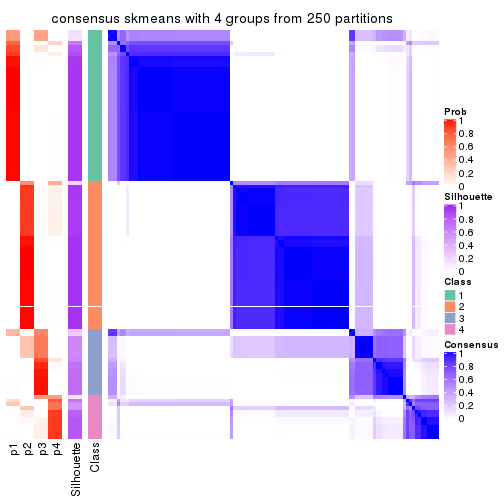 consensus skmeans with 4 groups from 250 partitions
Prob
1
0.8
0.6
0.4
0.2
0
Silhouette
1
0.8
0.6
0.4
0.2
0
Class
1
2
3
4
Consensus
1
0.8
0.6
0.4
0.2
0
p1
p2
p3
p4
Silhouette
Class